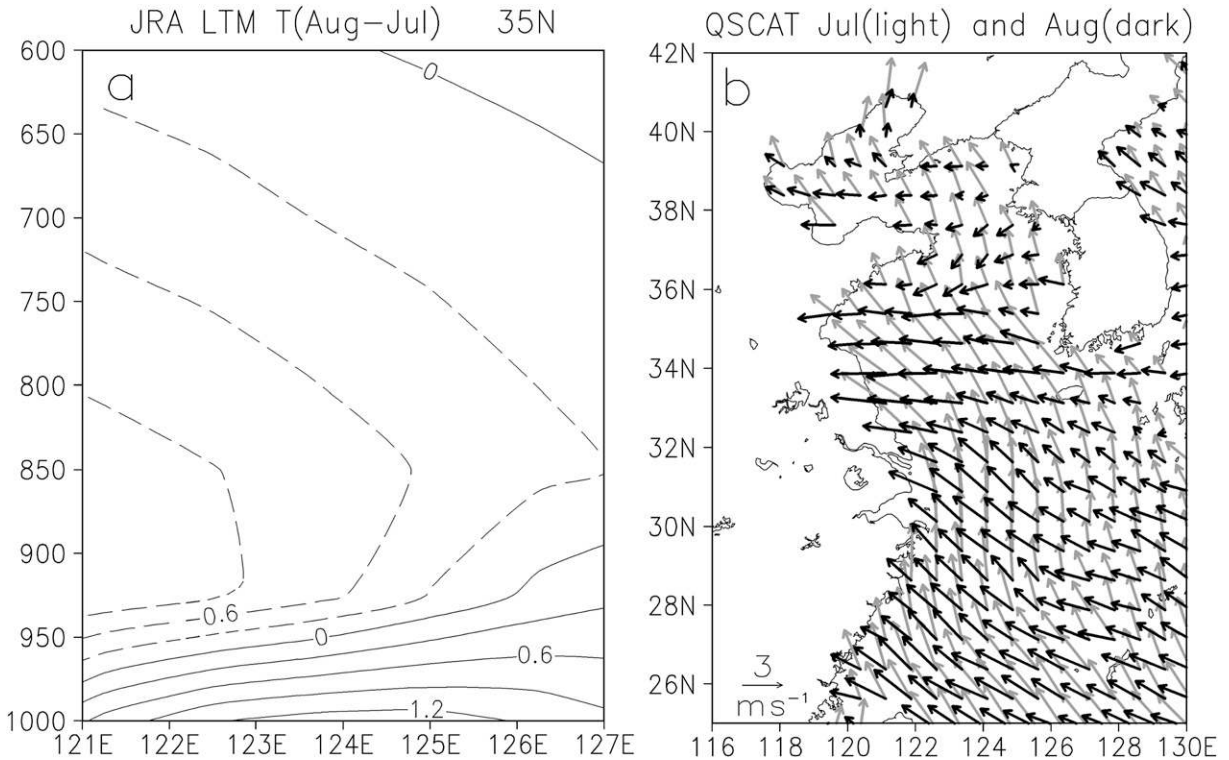 JRA LTM T(Aug-Jul) 35N
a
600
650
700
750
800
850
900
950
1000
0
0.6
0
0.6
1.2
121E 122E 123E 124E 125E 126E 127E
QSCAT Jul(light) and Aug(dark)
b
42N
40N
38N
36N
34N
32N
30N
28N
26N
3
ms⁻¹
116 118 120 122 124 126 128 130E